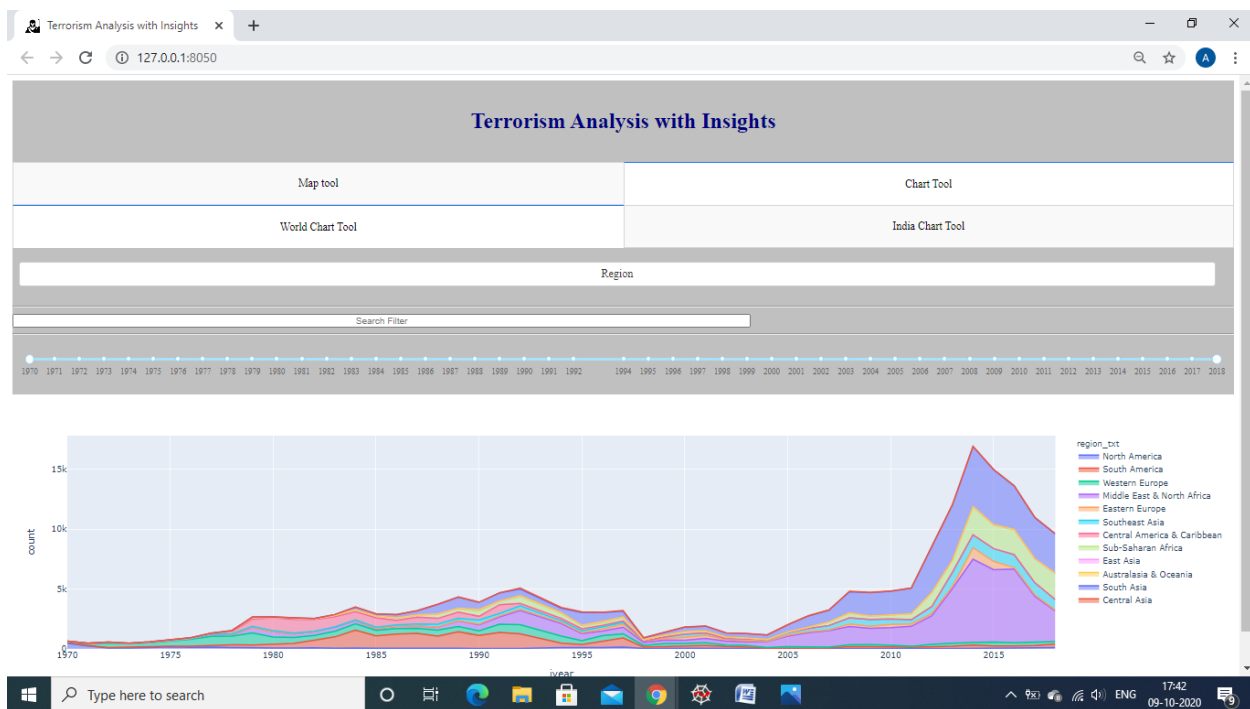 Terrorism Analysis with Insights
127.0.0.1:8050
A
Terrorism Analysis with Insights
Map tool Chart Tool
World Chart Tool India Chart Tool
Region
Search Filter
1970 1971 1972 1973 1974 1975 1976 1977 1978 1979 1980 1981 1982 1983 1984 1985 1986 1987 1988 1989 1990 1991 1992 1994 1995 1996 1997 1998 1999 2000 2001 2002 2003 2004 2005 2006 2007 2008 2009 2010 2011 2012 2013 2014 2015 2016 2017 2018
15k
10k
5k
0
count
1970 1975 1980 1985 1990 1995 2000 2005 2010 2015
iyear
region_txt
North America
South America
Western Europe
Middle East & North Africa
Eastern Europe
Southeast Asia
Central America & Caribbean
Sub-Saharan Africa
East Asia
Australasia & Oceania
South Asia
Central Asia
Type here to search
ENG
17:42
09-10-2020
9